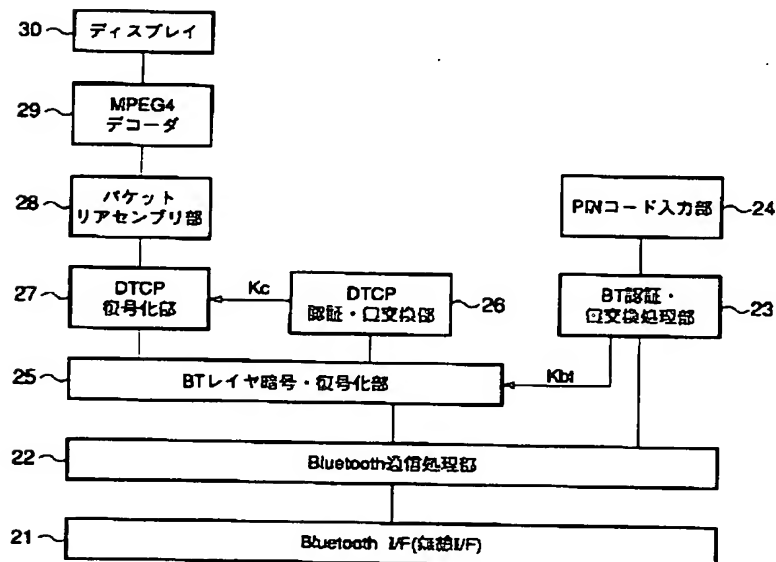 30
ディスプレイ
29
MPEG4
デコーダ
28
パケット
リアセンブリ部
PINコード入力部
24
27
DTCP
復号化部
Kc
DTCP
認証・鍵交換部
26
BT認証・
鍵交換処理部
23
25
BTレイヤ暗号・復号化部
Kbt
22
Bluetooth通信処理部
21
Bluetooth I/F(無線I/F)